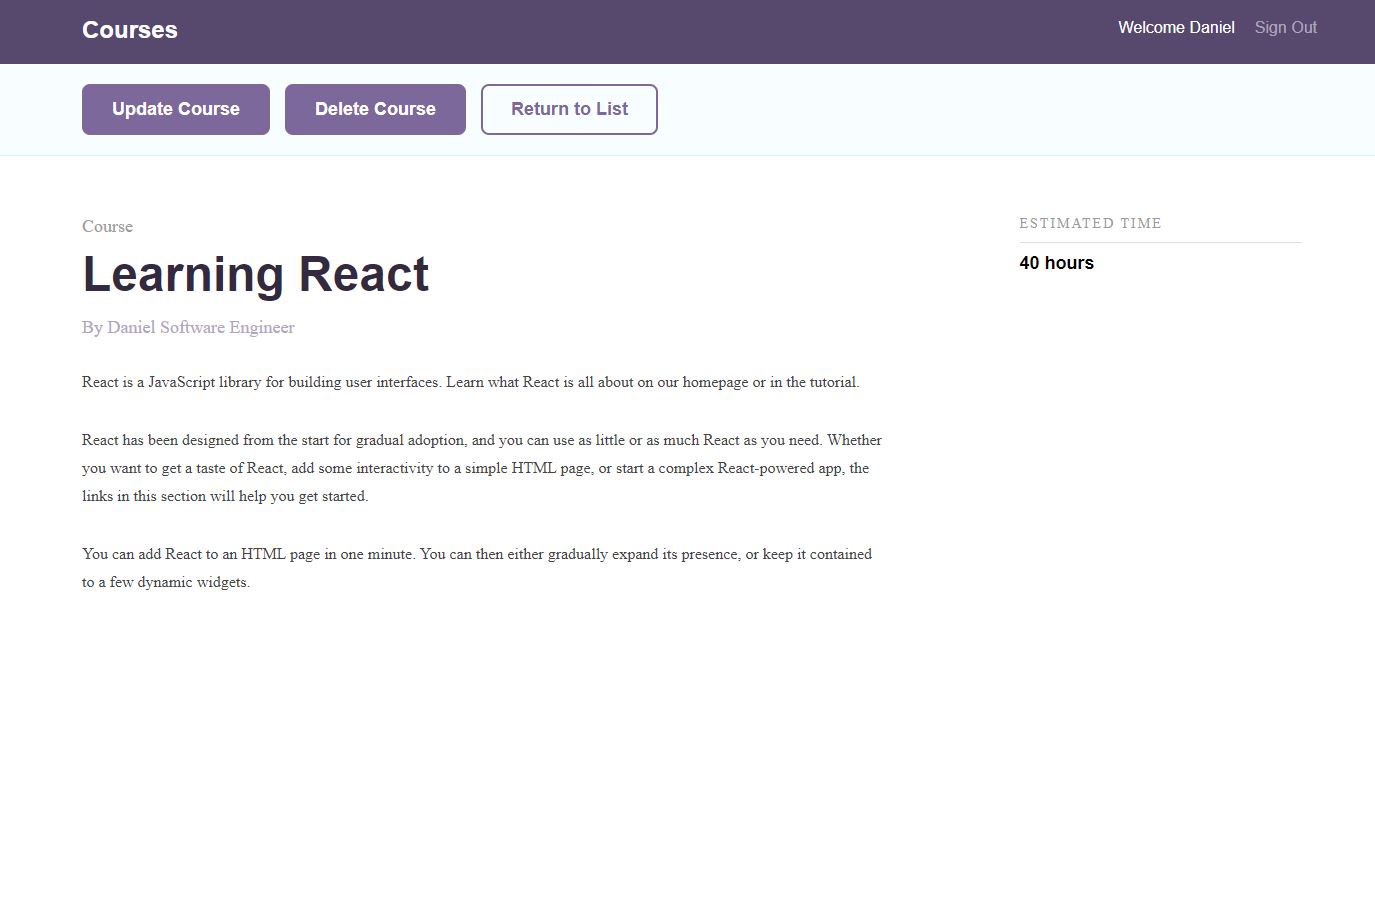 Courses
Welcome Daniel
Sign Out
Update Course
Delete Course
Return to List
Course
Learning React
By Daniel Software Engineer
React is a JavaScript library for building user interfaces. Learn what React is all about on our homepage or in the tutorial.
React has been designed from the start for gradual adoption, and you can use as little or as much React as you need. Whether
you want to get a taste of React, add some interactivity to a simple HTML page, or start a complex React-powered app, the
links in this section will help you get started.
You can add React to an HTML page in one minute. You can then either gradually expand its presence, or keep it contained
to a few dynamic widgets.
ESTIMATED TIME
40 hours